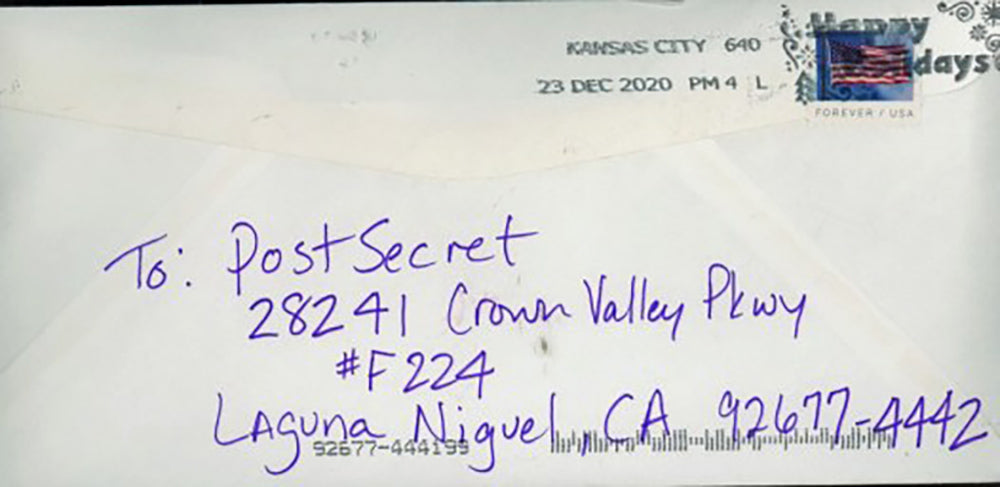 KANSAS CITY 640
23 DEC 2020 PM 4 L
Happy
days
FOREVER / USA
To: PostSecret
28241 Crown Valley Pkwy
#F224
LAguna Niguel, CA 92677-4442
92677-444199